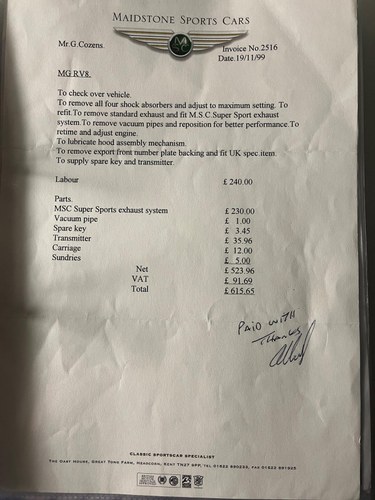 MAIDSTONE SPORTS CARS
Mr.G.Cozens.
Invoice No.2516
Date.19/11/99
MG RV8.
To check over vehicle.
To remove all four shock absorbers and adjust to maximum setting. To
refit.To remove standard exhaust and fit M.S.C.Super Sport exhaust
system.To remove vacuum pipes and reposition for better performance.To
retime and adjust engine.
To lubricate hood assembly mechanism.
To remove export front number plate backing and fit UK spec.item.
To supply spare key and transmitter.
Labour £ 240.00
Parts.
MSC Super Sports exhaust system £ 230.00
Vacuum pipe £ 1.00
Spare key £ 3.45
Transmitter £ 35.96
Carriage £ 12.00
Sundries £ 5.00
Net £ 523.96
VAT £ 91.69
Total £ 615.65
PAID WITH
THANKS
CLASSIC SPORTSCAR SPECIALIST